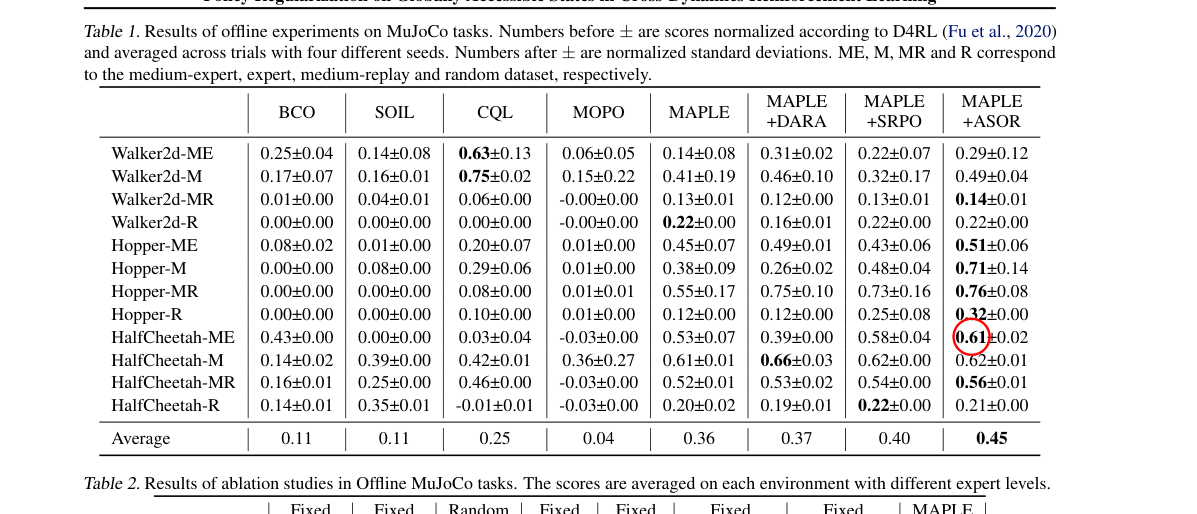 Policy Regularization on Globally Accessible States in Cross-Dynamics Reinforcement Learning
Table 1. Results of offline experiments on MuJoCo tasks. Numbers before ± are scores normalized according to D4RL (Fu et al., 2020)
and averaged across trials with four different seeds. Numbers after ± are normalized standard deviations. ME, M, MR and R correspond
to the medium-expert, expert, medium-replay and random dataset, respectively.
BCO SOIL CQL MOPO MAPLE MAPLE +DARA MAPLE +SRPO MAPLE +ASOR
Walker2d-ME 0.25±0.04 0.14±0.08 0.63±0.13 0.06±0.05 0.14±0.08 0.31±0.02 0.22±0.07 0.29±0.12
Walker2d-M 0.17±0.07 0.16±0.01 0.75±0.02 0.15±0.22 0.41±0.19 0.46±0.10 0.32±0.17 0.49±0.04
Walker2d-MR 0.01±0.00 0.04±0.01 0.06±0.00 -0.00±0.00 0.13±0.01 0.12±0.00 0.13±0.01 0.14±0.01
Walker2d-R 0.00±0.00 0.00±0.00 0.00±0.00 -0.00±0.00 0.22±0.00 0.16±0.01 0.22±0.00 0.22±0.00
Hopper-ME 0.08±0.02 0.01±0.00 0.20±0.07 0.01±0.00 0.45±0.07 0.49±0.01 0.43±0.06 0.51±0.06
Hopper-M 0.00±0.00 0.08±0.00 0.29±0.06 0.01±0.00 0.38±0.09 0.26±0.02 0.48±0.04 0.71±0.14
Hopper-MR 0.00±0.00 0.00±0.00 0.08±0.00 0.01±0.01 0.55±0.17 0.75±0.10 0.73±0.16 0.76±0.08
Hopper-R 0.00±0.00 0.00±0.00 0.10±0.00 0.01±0.00 0.12±0.00 0.12±0.00 0.25±0.08 0.32±0.00
HalfCheetah-ME 0.43±0.00 0.00±0.00 0.03±0.04 -0.03±0.00 0.53±0.07 0.39±0.00 0.58±0.04 0.61±0.02
HalfCheetah-M 0.14±0.02 0.39±0.00 0.42±0.01 0.36±0.27 0.61±0.01 0.66±0.03 0.62±0.00 0.62±0.01
HalfCheetah-MR 0.16±0.01 0.25±0.00 0.46±0.00 -0.03±0.00 0.52±0.01 0.53±0.02 0.54±0.00 0.56±0.01
HalfCheetah-R 0.14±0.01 0.35±0.01 -0.01±0.01 -0.03±0.00 0.20±0.02 0.19±0.01 0.22±0.00 0.21±0.00
Average 0.11 0.11 0.25 0.04 0.36 0.37 0.40 0.45
Table 2. Results of ablation studies in Offline MuJoCo tasks. The scores are averaged on each environment with different expert levels.
Fixed Fixed Random Fixed Fixed Fixed Fixed MAPLE